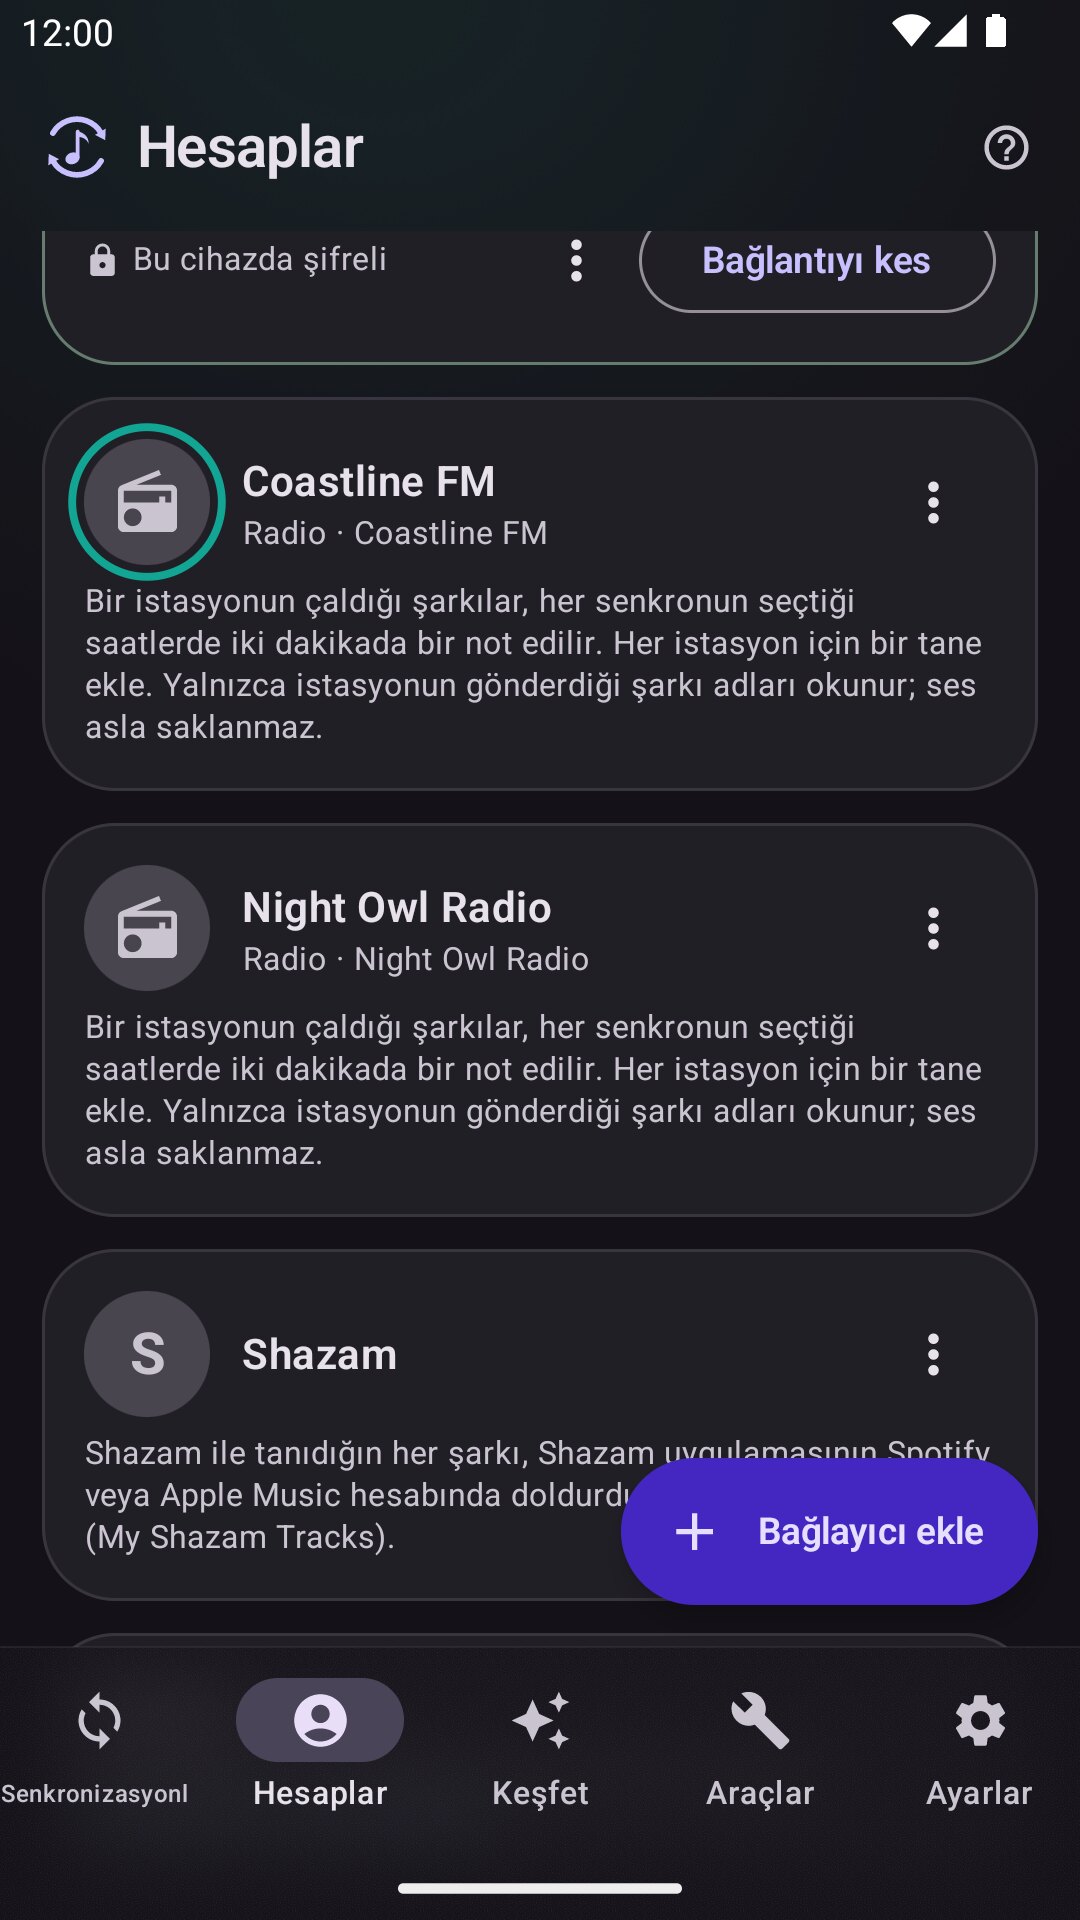 12:00
Hesaplar
Bu cihazda şifreli
Bağlantıyı kes
Coastline FM
Radio · Coastline FM
Bir istasyonun çaldığı şarkılar, her senkronun seçtiği
saatlerde iki dakikada bir not edilir. Her istasyon için bir tane
ekle. Yalnızca istasyonun gönderdiği şarkı adları okunur; ses
asla saklanmaz.
Night Owl Radio
Radio · Night Owl Radio
Bir istasyonun çaldığı şarkılar, her senkronun seçtiği
saatlerde iki dakikada bir not edilir. Her istasyon için bir tane
ekle. Yalnızca istasyonun gönderdiği şarkı adları okunur; ses
asla saklanmaz.
S
Shazam
Shazam ile tanıdığın her şarkı, Shazam uygulamasının Spotify
veya Apple Music hesabında
(My Shazam Tracks).
Bağlayıcı ekle
Senkronizasyonl
Hesaplar
Keşfet
Araçlar
Ayarlar